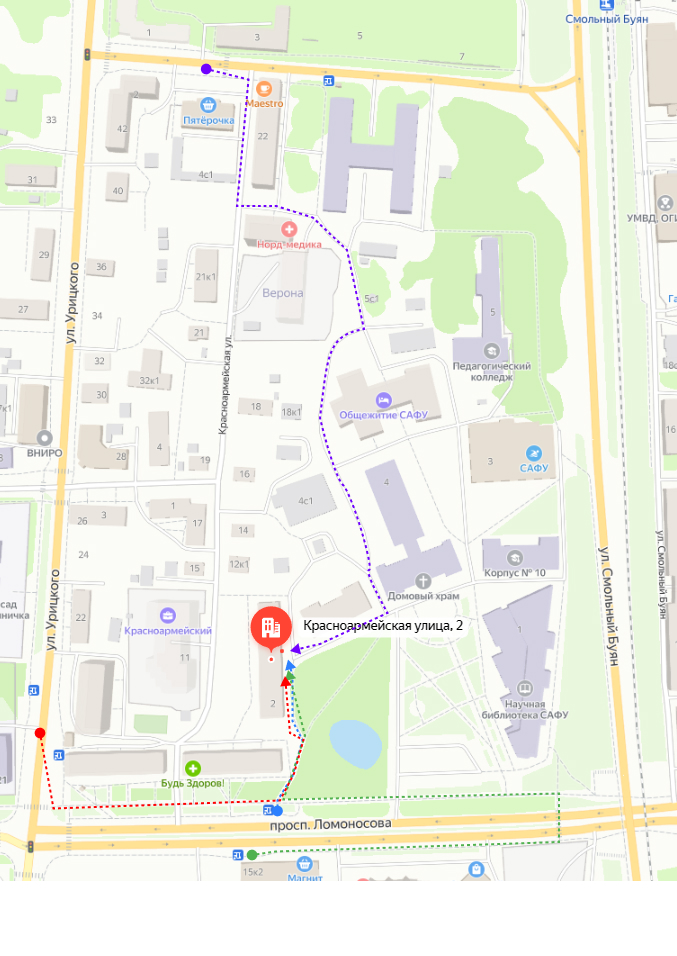 Смольный Буян
1
3
5
7
2
Maestro
Пятёрочка
42
22
33
4с1
31
40
УМВД, ОГИ
Норд-медика
29
36
21к1
Верона
5с1
27
34
5
ул. Урицкого
21
Красноармейская ул.
32
Педагогический
колледж
32к1
30
18
18к1
Общежитие САФУ
16
ВНИРО
28
4
19
3
САФУ
16
4
4с1
1
26
3
17
14
24
12к1
15
Корпус № 10
ул. Смольный Буян
ул. Смольный Буян
Домовый храм
ул. Урицкого
22
Красноармейский
Красноармейская улица, 2
1
11
Научная
библиотека САФУ
2
Будь Здоров!
просп. Ломоносова
15к2
Магнит